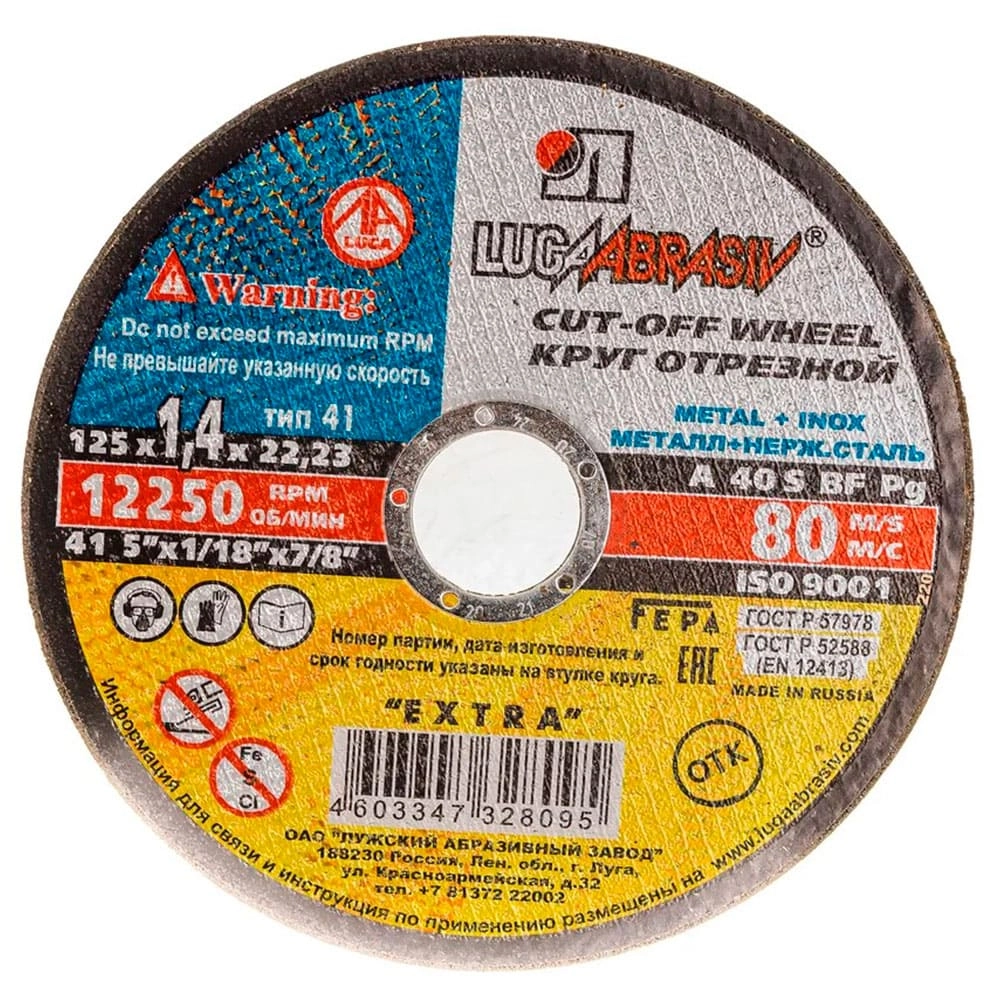 Л
LUGAABRASIV®
CUT-OFF WHEEL
КРУГ ОТРЕЗНОЙ
METAL + INOX
МЕТАЛЛ+НЕРЖ.СТАЛЬ
LUGA
Warning:
Do not exceed maximum RPM
Не превышайте указанную скорость
тип 41
125 x 1,4 x 22,23
12250 RPM
ОБ/МИН
41 5"x1/18"x7/8"
A 40 S BF Pg
80 M/S
М/С
ISO 9001
FEPA
ГОСТ Р 57978
ГОСТ Р 52588
(EN 12413)
EAC
MADE IN RUSSIA
Номер партии, дата изготовления и
срок годности указаны на втулке круга.
"EXTRA"
Fe
S
Cl
ОТК
4 603347 328095
ОАО "ЛУЖСКИЙ АБРАЗИВНЫЙ ЗАВОД"
188230 Россия, Лен. обл., г. Луга,
ул. Красноармейская, д.32
тел. +7 81372 22002
Информация для связи и инструкция по применению размещены на www.lugaabrasiv.com
20
21